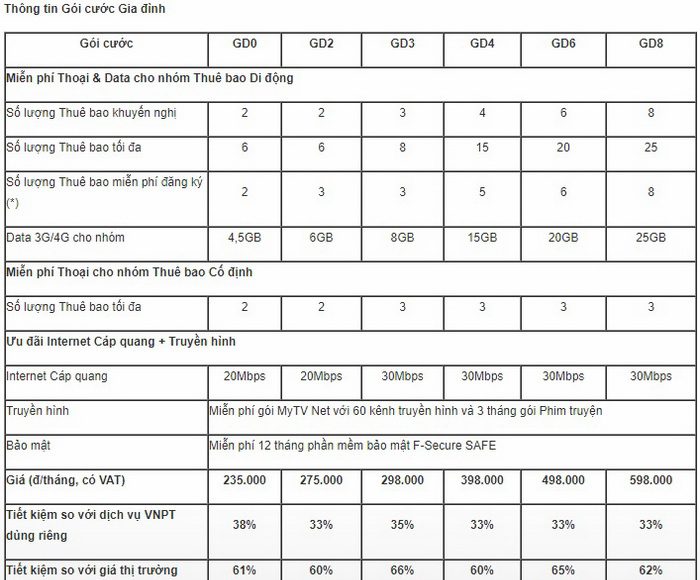 Thông tin Gói cước Gia đình
Gói cước GD0 GD2 GD3 GD4 GD6 GD8
Miễn phí Thoại & Data cho nhóm Thuê bao Di động
Số lượng Thuê bao khuyến nghị 2 2 3 4 6 8
Số lượng Thuê bao tối đa 6 6 8 15 20 25
Số lượng Thuê bao miễn phí đăng ký
(*) 2 3 3 5 6 8
Data 3G/4G cho nhóm 4,5GB 6GB 8GB 15GB 20GB 25GB
Miễn phí Thoại cho nhóm Thuê bao Cố định
Số lượng Thuê bao tối đa 2 2 3 3 3 3
Ưu đãi Internet Cáp quang + Truyền hình
Internet Cáp quang 20Mbps 20Mbps 30Mbps 30Mbps 30Mbps 30Mbps
Truyền hình Miễn phí gói MyTV Net với 60 kênh truyền hình và 3 tháng gói Phim truyện
Bảo mật Miễn phí 12 tháng phần mềm bảo mật F-Secure SAFE
Giá (đ/tháng, có VAT) 235.000 275.000 298.000 398.000 498.000 598.000
Tiết kiệm so với dịch vụ VNPT
dùng riêng 38% 33% 35% 33% 33% 33%
Tiết kiệm so với giá thị trường 61% 60% 66% 60% 65% 62%